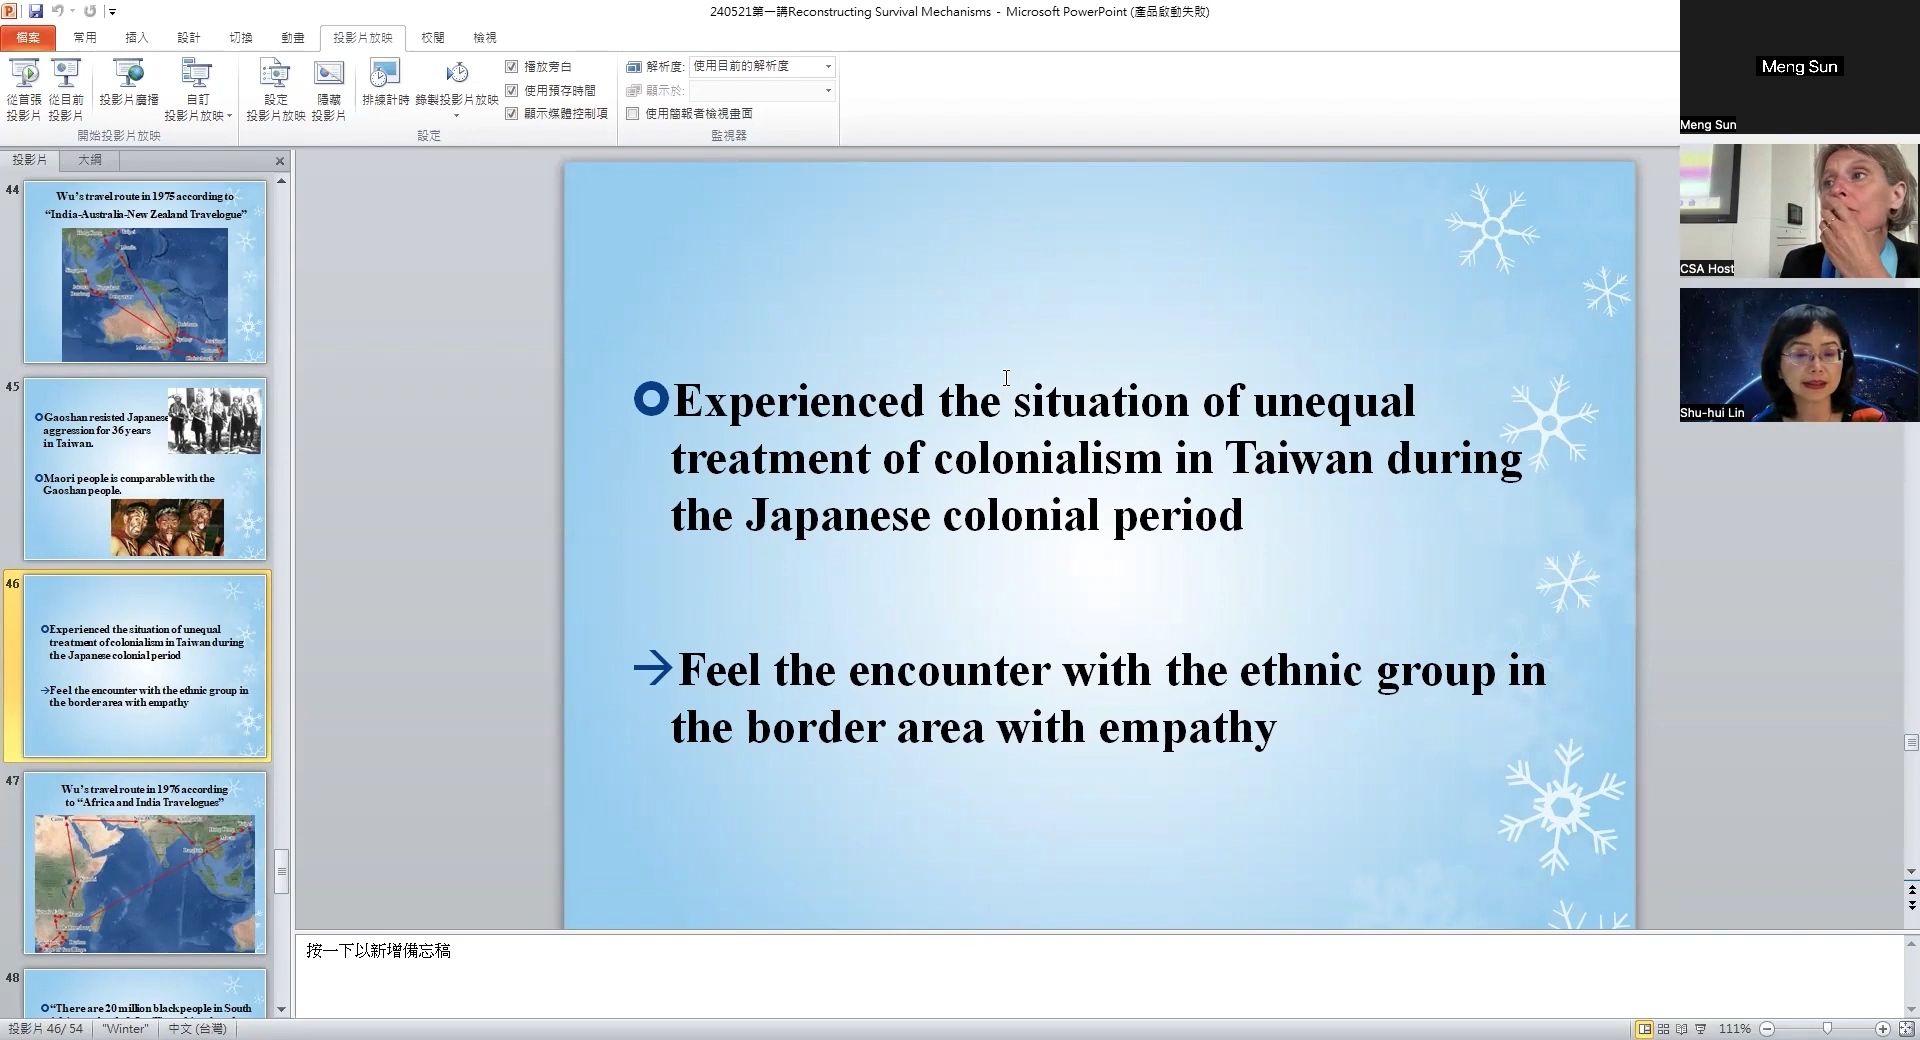 240521第一講Reconstructing Survival Mechanisms - Microsoft PowerPoint (產品啟動失敗)
檔案 常用 插入 設計 切換 動畫 投影片放映 校閱 檢視
從首張投影片
從目前投影片
投影片廣播
自訂投影片放映
開始投影片放映
設定投影片放映
隱藏投影片
排練計時
錄製投影片放映
播放旁白
使用預存時間
顯示媒體控制項
設定
解析度: 使用目前的解析度
顯示於:
使用簡報者檢視畫面
監視器
投影片 大綱
44
Wu's travel route in 1975 according to
“India-Australia-New Zealand Travelogue”
45
Gaoshan resisted Japanese
aggression for 36 years
in Taiwan.
Maori people is comparable with the
Gaoshan people.
46
Experienced the situation of unequal
treatment of colonialism in Taiwan during
the Japanese colonial period
→Feel the encounter with the ethnic group in
the border area with empathy
47
Wu's travel route in 1976 according
to “Africa and India Travelogues”
48
“There are 20 million black people in South
Experienced the situation of unequal
treatment of colonialism in Taiwan during
the Japanese colonial period
→Feel the encounter with the ethnic group in
the border area with empathy
按一下以新增備忘稿
投影片 46/ 54 "Winter" 中文 (台灣)
111%
Meng Sun
Meng Sun
CSA Host
Shu-hui Lin